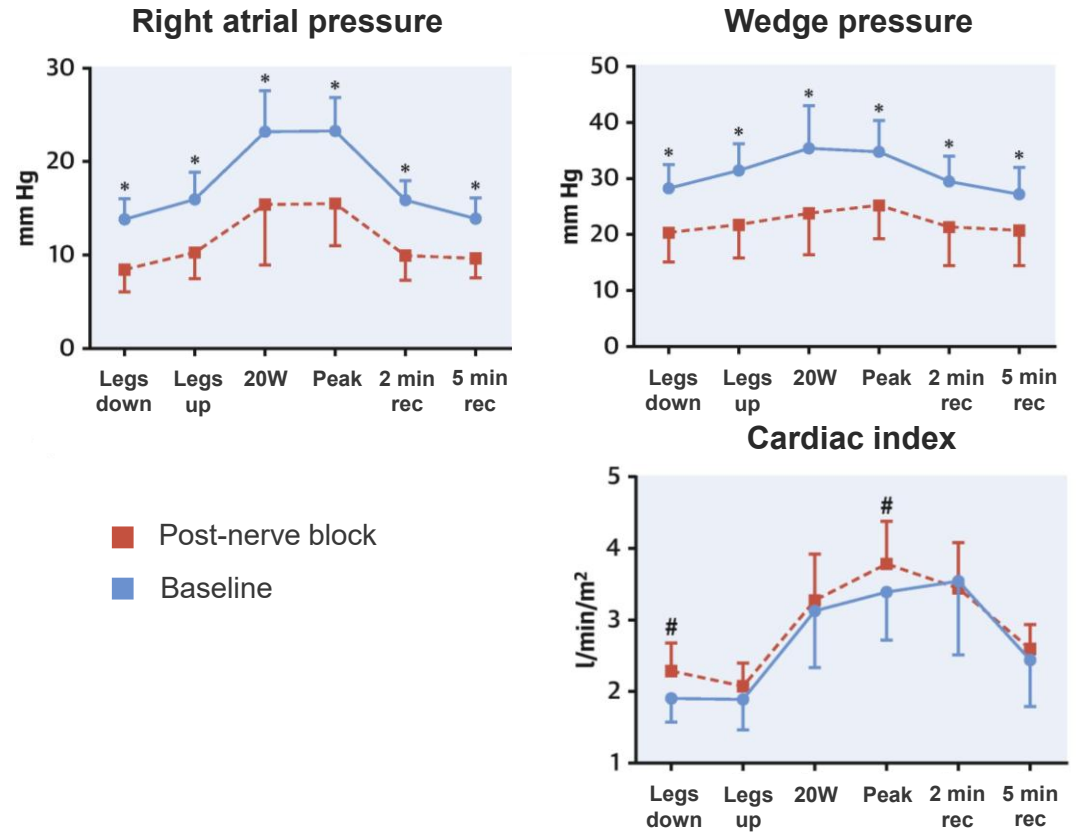 Right atrial pressure
mm Hg
30
20
10
0
* * * * * *
Legs down
Legs up
20W
Peak
2 min rec
5 min rec
Wedge pressure
mm Hg
50
40
30
20
10
0
* * * * * *
Legs down
Legs up
20W
Peak
2 min rec
5 min rec
Post-nerve block
Baseline
Cardiac index
l/min/m²
5
4
3
2
1
# #
Legs down
Legs up
20W
Peak
2 min rec
5 min rec